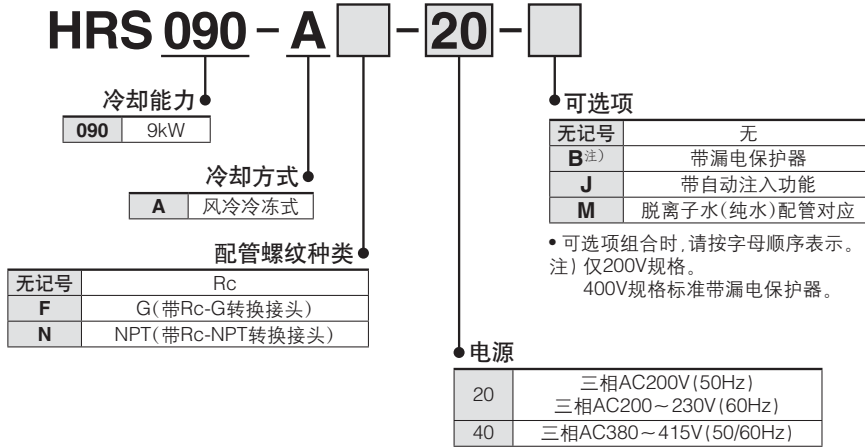 HRS 090 - A - 20 -
冷却能力
090 9kW
冷却方式
A 风冷冷冻式
配管螺纹种类
无记号 Rc
F G(带Rc-G转换接头)
N NPT(带Rc-NPT转换接头)
可选项
无记号 无
B注) 带漏电保护器
J 带自动注入功能
M 脱离子水(纯水)配管对应
• 可选项组合时,请按字母顺序表示。
注) 仅200V规格。
400V规格标准带漏电保护器。
电源
20 三相AC200V(50Hz)
三相AC200~230V(60Hz)
40 三相AC380~415V(50/60Hz)